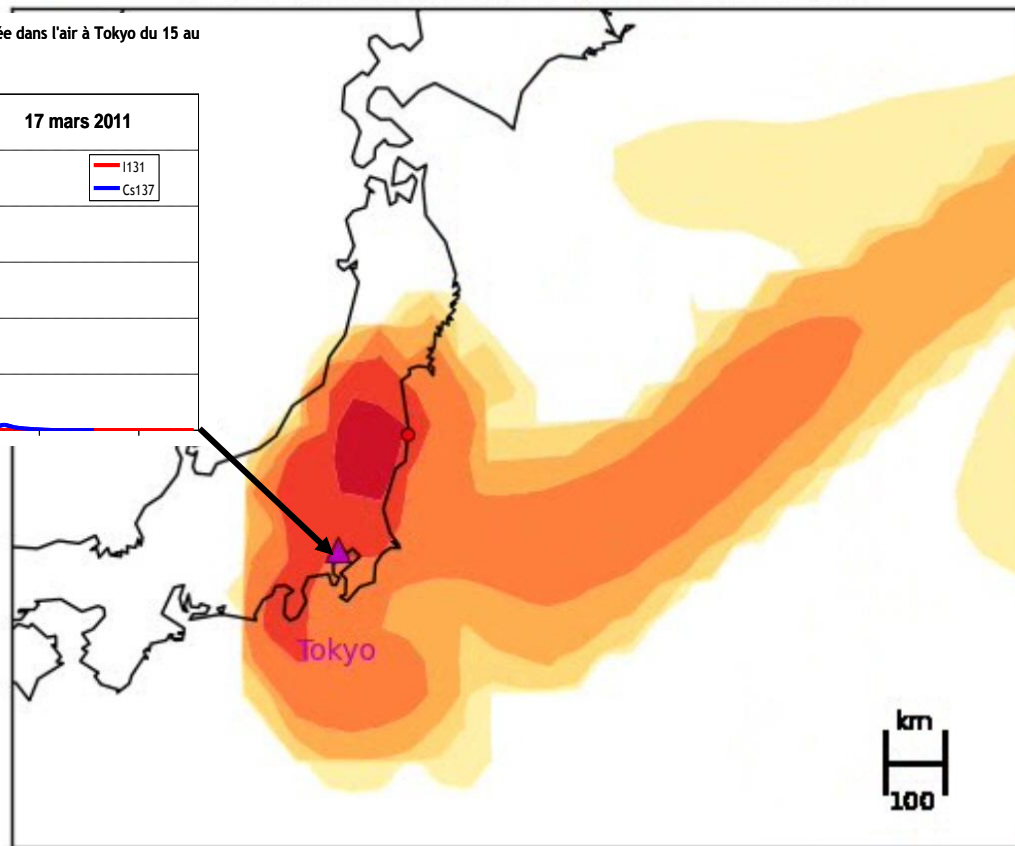 ée dans l'air à Tokyo du 15 au
17 mars 2011
I131
Cs137
Tokyo
km
100